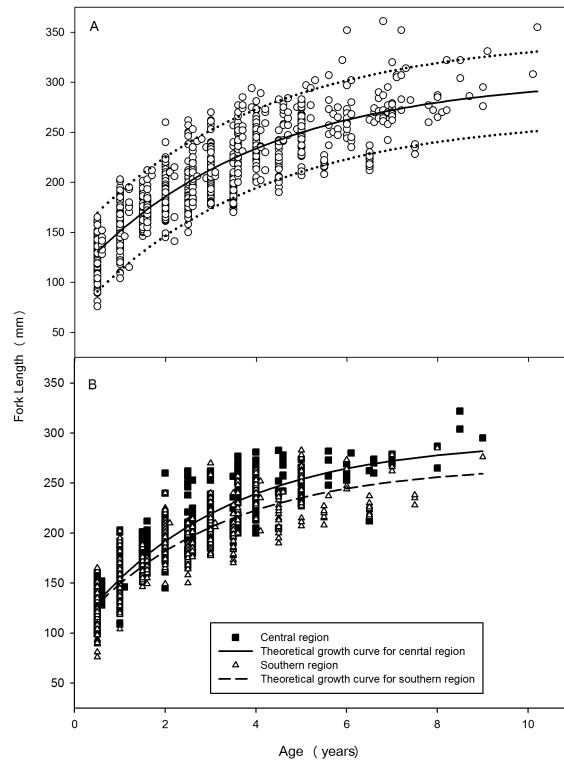 A
350
300
250
200
150
100
50
Fork Length (mm)
B
350
300
250
200
150
100
50
Central region
Theoretical growth curve for cenral region
Southern region
Theoretical growth curve for southern region
0 2 4 6 8 10
Age (years)